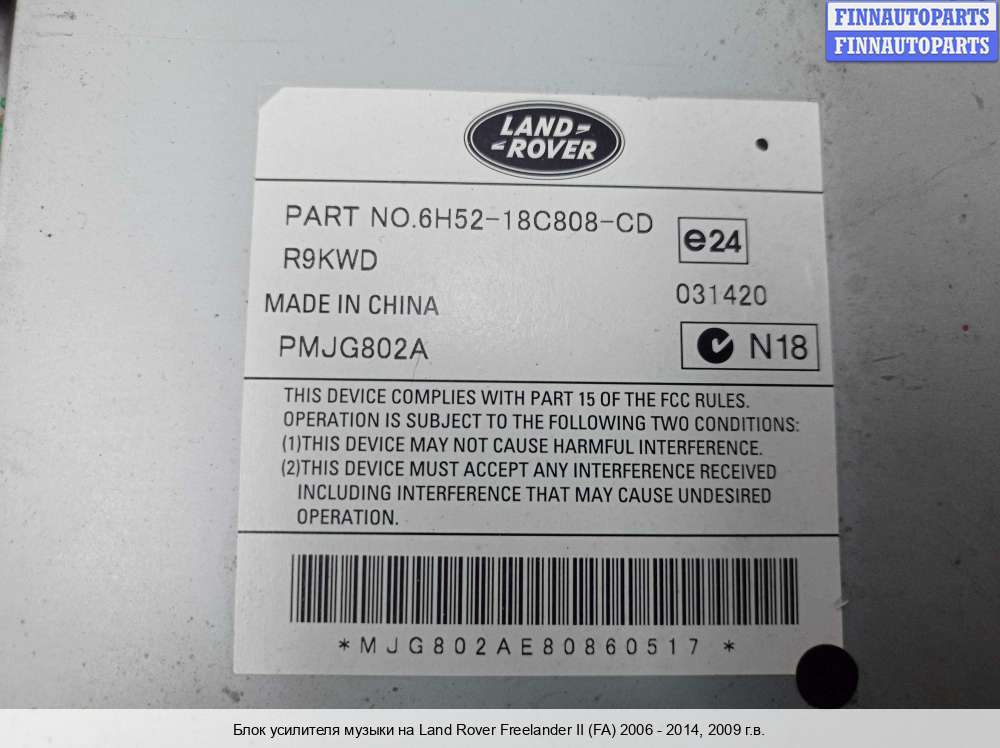 FINNAUTOPARTS
FINNAUTOPARTS
LAND
ROVER
PART NO.6H52-18C808-CD
e24
R9KWD
031420
MADE IN CHINA
PMJG802A
N18
THIS DEVICE COMPLIES WITH PART 15 OF THE FCC RULES.
OPERATION IS SUBJECT TO THE FOLLOWING TWO CONDITIONS:
(1)THIS DEVICE MAY NOT CAUSE HARMFUL INTERFERENCE.
(2)THIS DEVICE MUST ACCEPT ANY INTERFERENCE RECEIVED
INCLUDING INTERFERENCE THAT MAY CAUSE UNDESIRED
OPERATION.
*MJG802AE80860517*
Блок усилителя музыки на Land Rover Freelander II (FA) 2006 - 2014, 2009 г.в.